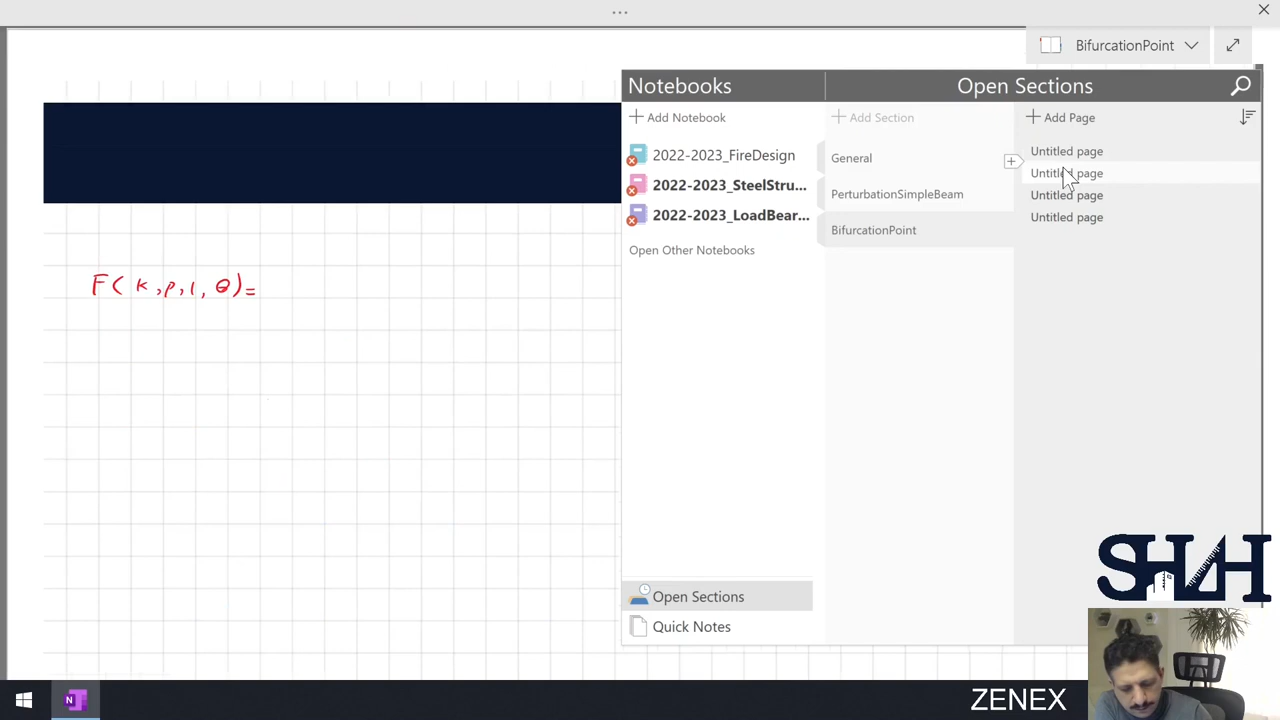 ...
BifurcationPoint
Notebooks
Open Sections
Add Notebook
Add Section
Add Page
2022-2023_FireDesign
2022-2023_SteelStru...
2022-2023_LoadBear...
Open Other Notebooks
General
PerturbationSimpleBeam
BifurcationPoint
Untitled page
Untitled page
Untitled page
Untitled page
F( k, p, l, θ) =
Open Sections
Quick Notes
SHZH
N
ZENEX